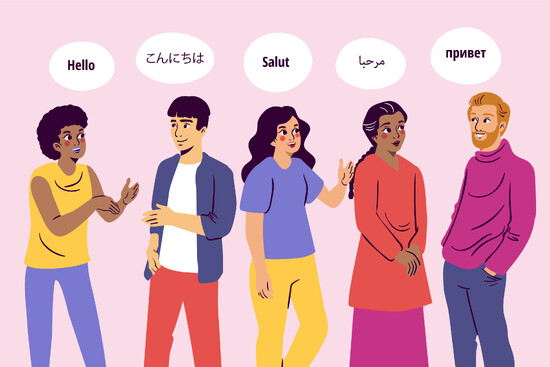 Hello
こんにちは
Salut
مرحبا
привет